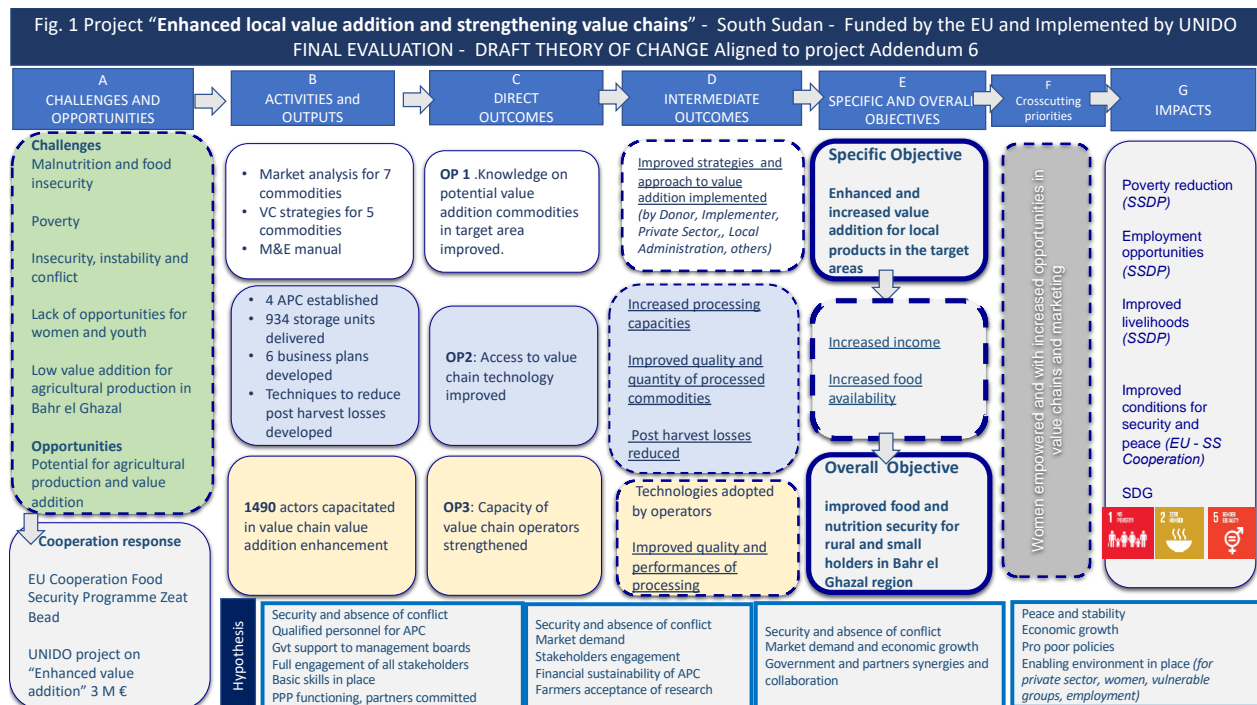 Fig. 1 Project “Enhanced local value addition and strengthening value chains” - South Sudan - Funded by the EU and Implemented by UNIDO
FINAL EVALUATION - DRAFT THEORY OF CHANGE Aligned to project Addendum 6
A
CHALLENGES AND
OPPORTUNITIES
B
ACTIVITIES and
OUTPUTS
C
DIRECT
OUTCOMES
D
INTERMEDIATE
OUTCOMES
E
SPECIFIC AND OVERALL
OBJECTIVES
F
Crosscutting
priorities
G
IMPACTS
Challenges
Malnutrition and food
insecurity
Poverty
Insecurity, instability and
conflict
Lack of opportunities for
women and youth
Low value addition for
agricultural production in
Bahr el Ghazal
Opportunities
Potential for agricultural
production and value
addition
Cooperation response
EU Cooperation Food
Security Programme Zeat
Bead
UNIDO project on
“Enhanced value
addition” 3 M €
• Market analysis for 7
commodities
• VC strategies for 5
commodities
• M&E manual
• 4 APC established
• 934 storage units
delivered
• 6 business plans
developed
• Techniques to reduce
post harvest losses
developed
1490 actors capacitated
in value chain value
addition enhancement
OP 1 .Knowledge on
potential value
addition commodities
in target area
improved.
OP2: Access to value
chain technology
improved
OP3: Capacity of
value chain operators
strengthened
Improved strategies and
approach to value
addition implemented
(by Donor, Implementer,
Private Sector,, Local
Administration, others)
Increased processing
capacities
Improved quality and
quantity of processed
commodities
Post harvest losses
reduced
Technologies adopted
by operators
Improved quality and
performances of
processing
Specific Objective
Enhanced and
increased value
addition for local
products in the target
areas
Increased income
Increased food
availability
Overall Objective
improved food and
nutrition security for
rural and small
holders in Bahr el
Ghazal region
Women empowered and with increased opportunities in
value chains and marketing
Poverty reduction
(SSDP)
Employment
opportunities
(SSDP)
Improved
livelihoods
(SSDP)
Improved
conditions for
security and
peace (EU - SS
Cooperation)
SDG
1 NO
POVERTY
2 ZERO
HUNGER
5 GENDER
EQUALITY
Hypothesis
Security and absence of conflict
Qualified personnel for APC
Gvt support to management boards
Full engagement of all stakeholders
Basic skills in place
PPP functioning, partners committed
Security and absence of conflict
Market demand
Stakeholders engagement
Financial sustainability of APC
Farmers acceptance of research
Security and absence of conflict
Market demand and economic growth
Government and partners synergies and
collaboration
Peace and stability
Economic growth
Pro poor policies
Enabling environment in place (for
private sector, women, vulnerable
groups, employment)